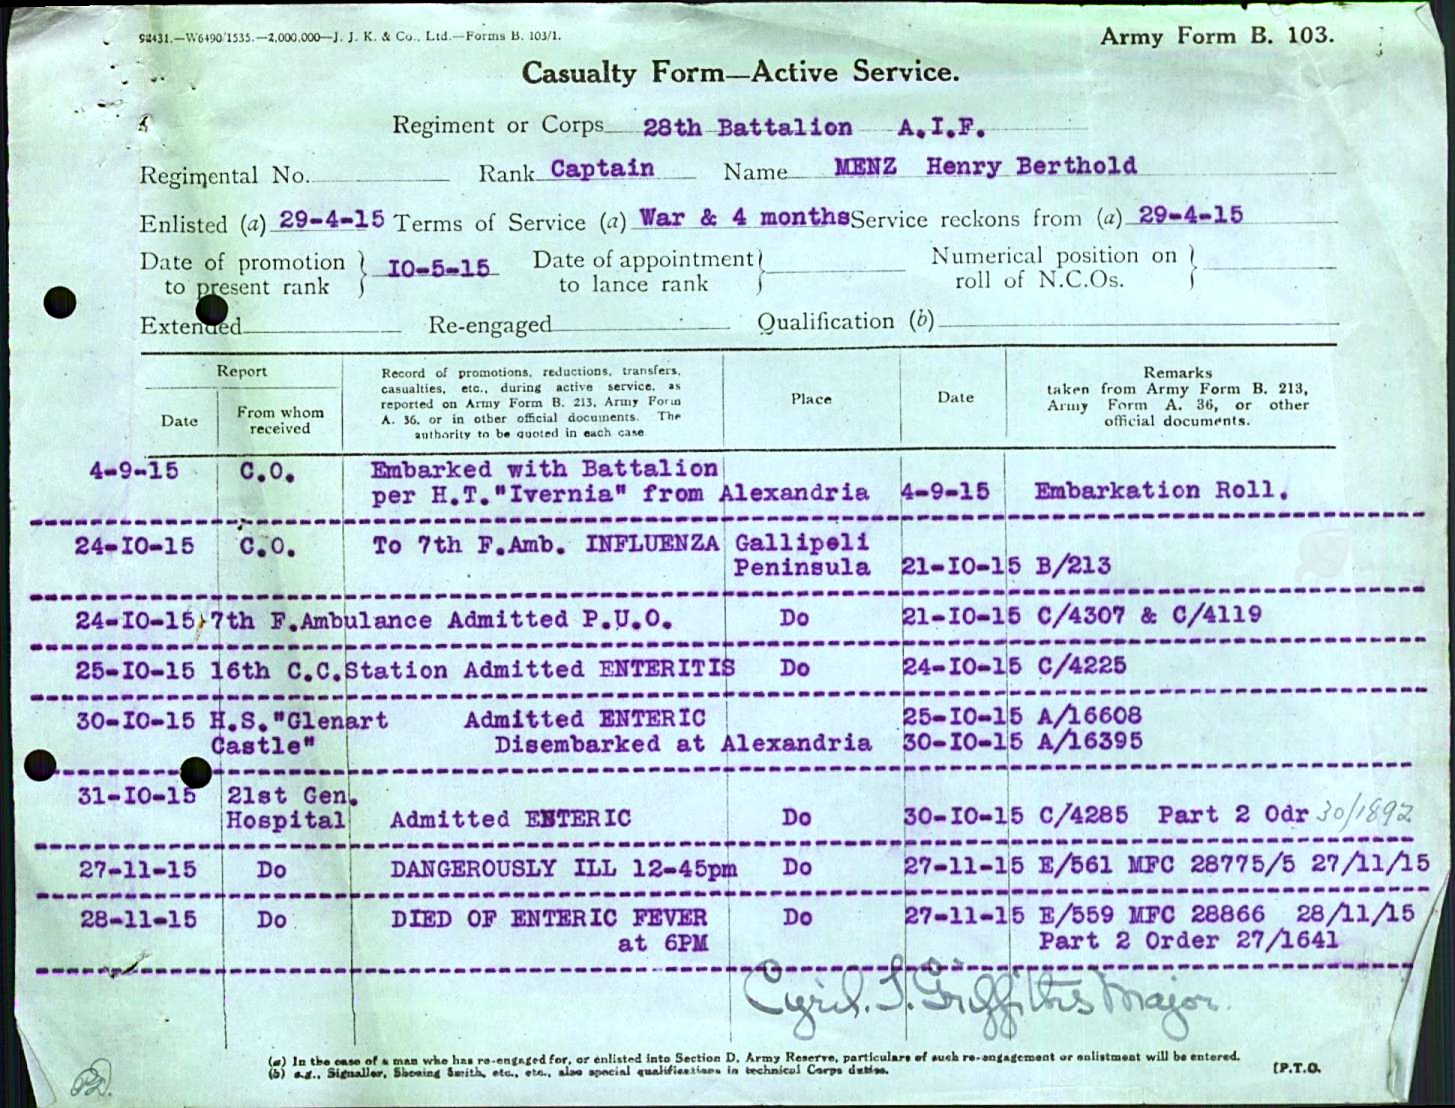 92431.—W6490/1535.—2,000,000—J. J. K. & Co., Ltd.—Forms B. 103/1.
Army Form B. 103.
Casualty Form—Active Service.
Regiment or Corps 28th Battalion A.I.F.
Regimental No. Rank Captain Name MENZ Henry Berthold
Enlisted (a) 29-4-15 Terms of Service (a) War & 4 months Service reckons from (a) 29-4-15
Date of promotion to present rank } I0-5-15 Date of appointment to lance rank } Numerical position on roll of N.C.Os. }
Extended Re-engaged Qualification (b)
Report
Date
From whom received
Record of promotions, reductions, transfers,
casualties, etc., during active service, as
reported on Army Form B. 213, Army Form
A. 36, or in other official documents. The
authority to be quoted in each case
Place
Date
Remarks
taken from Army Form B. 213,
Army Form A. 36, or other
official documents.
4-9-15 C.O. Embarked with Battalion
per H.T."Ivernia" from Alexandria 4-9-15 Embarkation Roll.
24-I0-15 C.O. To 7th F.Amb. INFLUENZA Gallipoli
Peninsula 21-I0-15 B/213
24-I0-15 7th F.Ambulance Admitted P.U.O. Do 21-I0-15 C/4307 & C/4119
25-I0-15 16th C.C.Station Admitted ENTERITIS Do 24-I0-15 C/4225
30-I0-15 H.S."Glenart Admitted ENTERIC 25-I0-15 A/16608
Castle" Disembarked at Alexandria 30-I0-15 A/16395
31-I0-15 21st Gen.
Hospital Admitted ENTERIC Do 30-I0-15 C/4285 Part 2 Odr 30/1892
27-11-15 Do DANGEROUSLY ILL 12-45pm Do 27-11-15 E/561 MFC 28775/5 27/11/15
28-11-15 Do DIED OF ENTERIC FEVER Do 27-11-15 E/559 MFC 28866 28/11/15
at 6PM Part 2 Order 27/1641
Cyril. T. Griffiths Major.
(a) In the case of a man who has re-engaged for, or enlisted into Section D, Army Reserve, particulars of such re-engagement or enlistment will be entered.
(b) e.g., Signaller, Shoeing Smith, etc., etc., also special qualifications in technical Corps duties.
[P.T.O.